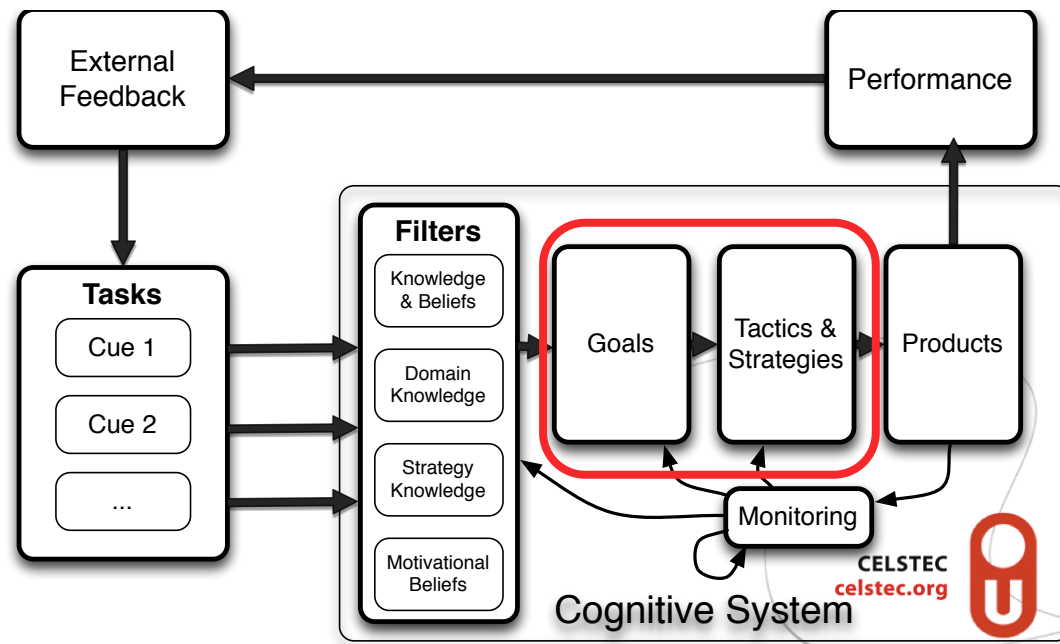 External
Feedback
Performance
Tasks
Cue 1
Cue 2
...
Filters
Knowledge
& Beliefs
Domain
Knowledge
Strategy
Knowledge
Motivational
Beliefs
Goals
Tactics &
Strategies
Products
Monitoring
Cognitive System
CELSTEC
celstec.org
U